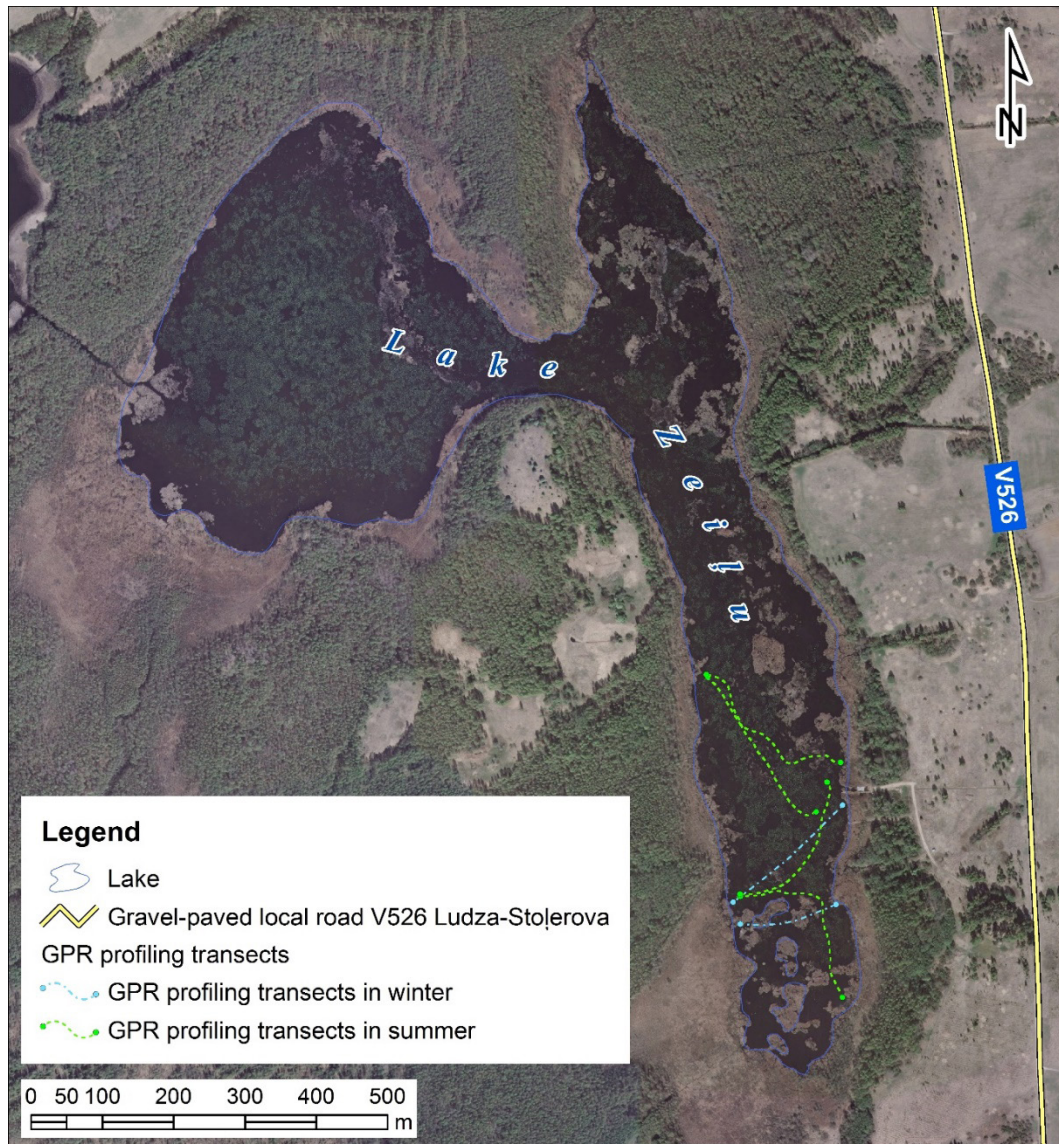 N
Lake
Zeiļu
V526
Legend
Lake
Gravel-paved local road V526 Ludza-Stoļerova
GPR profiling transects
GPR profiling transects in winter
GPR profiling transects in summer
0 50 100 200 300 400 500
m